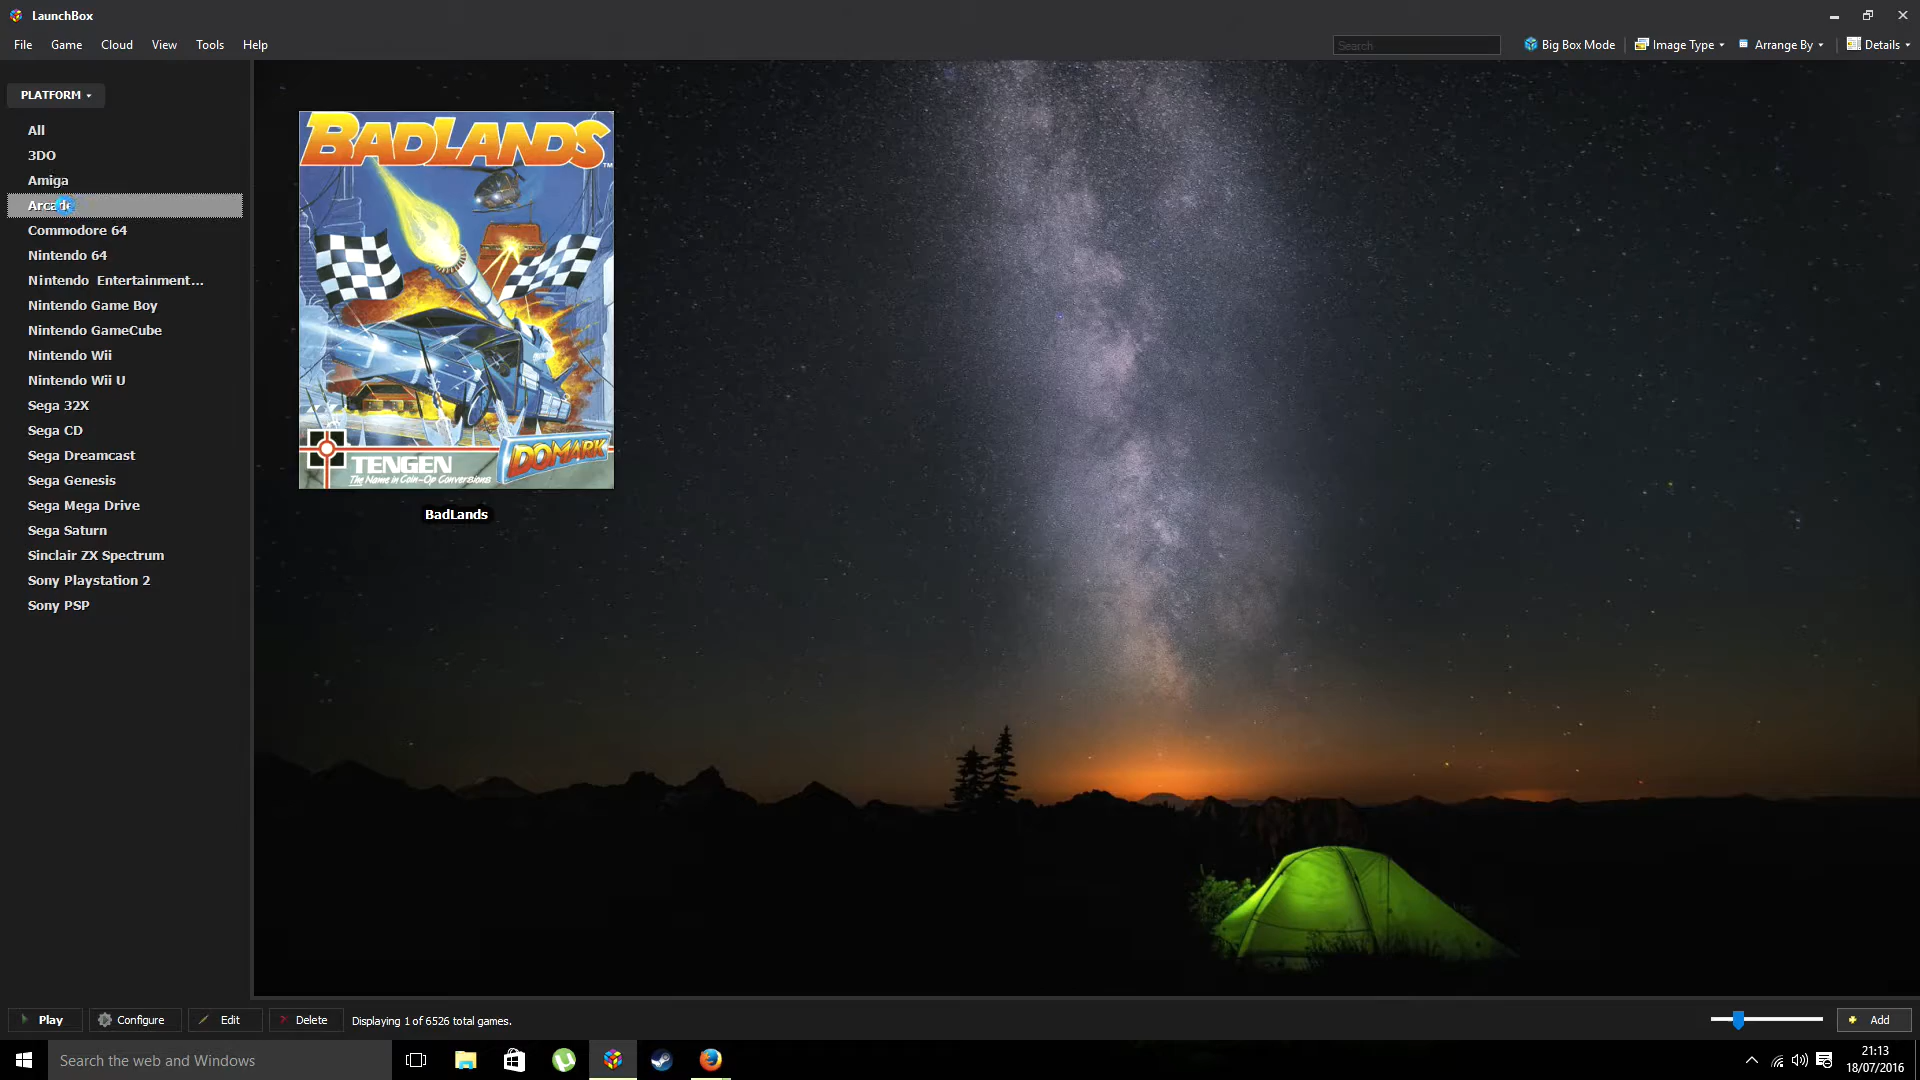 LaunchBox
File Game Cloud View Tools Help
Search
Big Box Mode Image Type Arrange By Details
PLATFORM
All
3DO
Amiga
Arcade
Commodore 64
Nintendo 64
Nintendo Entertainment...
Nintendo Game Boy
Nintendo GameCube
Nintendo Wii
Nintendo Wii U
Sega 32X
Sega CD
Sega Dreamcast
Sega Genesis
Sega Mega Drive
Sega Saturn
Sinclair ZX Spectrum
Sony Playstation 2
Sony PSP
BADLANDS™
TENGEN
The Name in Coin-Op Conversions
DOMARK
BadLands
Play Configure Edit Delete Displaying 1 of 6526 total games.
Add
Search the web and Windows
21:13
18/07/2016